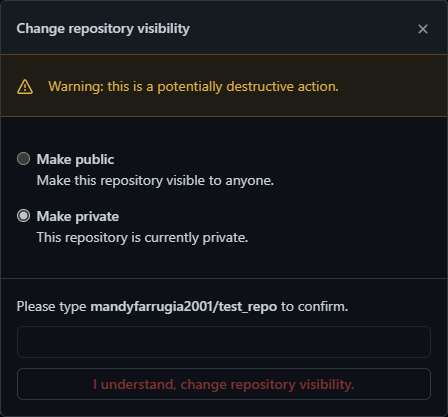 Change repository visibility
Warning: this is a potentially destructive action.
Make public
Make this repository visible to anyone.
Make private
This repository is currently private.
Please type mandyfarrugia2001/test_repo to confirm.
I understand, change repository visibility.